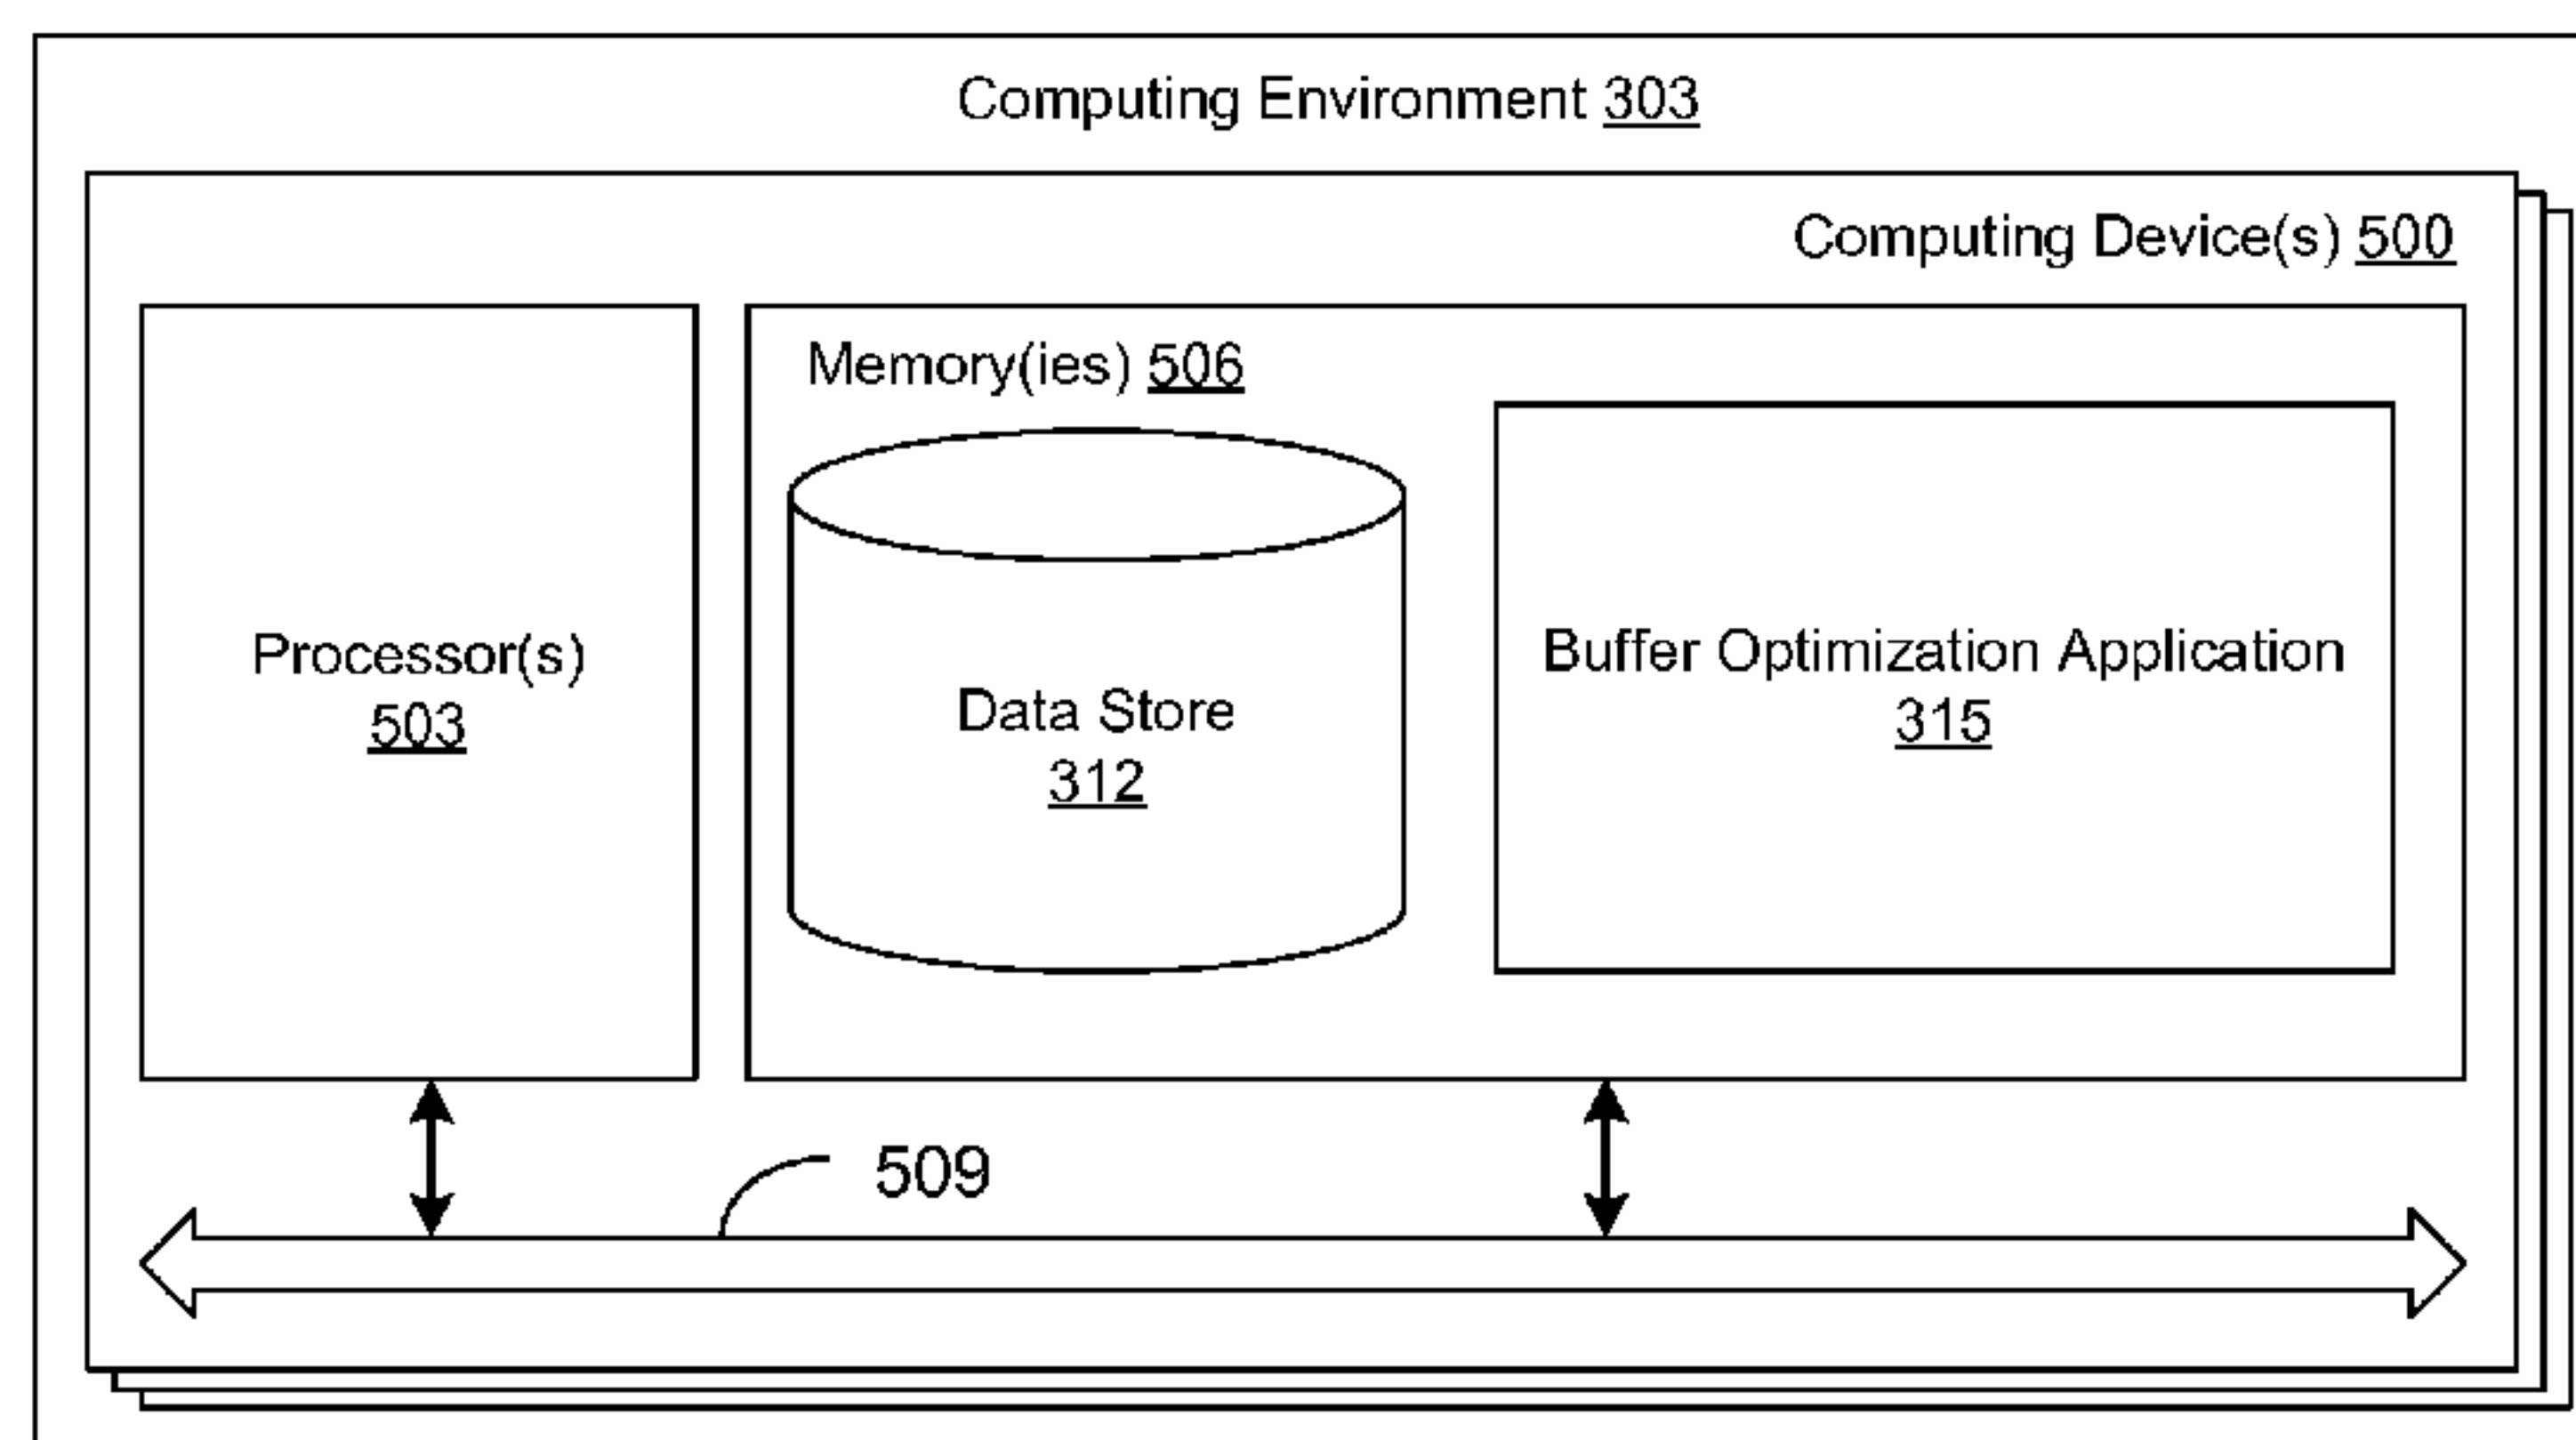 Computing Environment 303
Computing Device(s) 500
Memory(ies) 506
Processor(s)
503
Data Store
312
Buffer Optimization Application
315
509